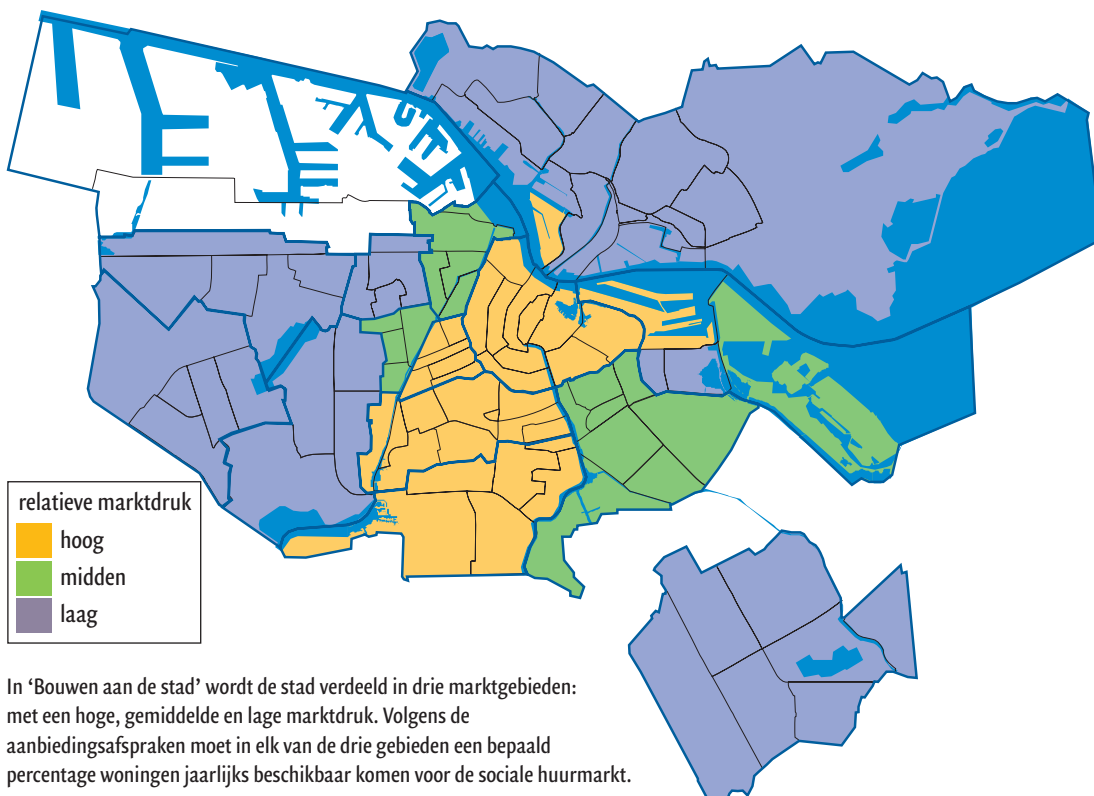 relatieve marktdruk
hoog
midden
laag
In ‘Bouwen aan de stad’ wordt de stad verdeeld in drie marktgebieden:
met een hoge, gemiddelde en lage marktdruk. Volgens de
aanbiedingsafspraken moet in elk van de drie gebieden een bepaald
percentage woningen jaarlijks beschikbaar komen voor de sociale huurmarkt.